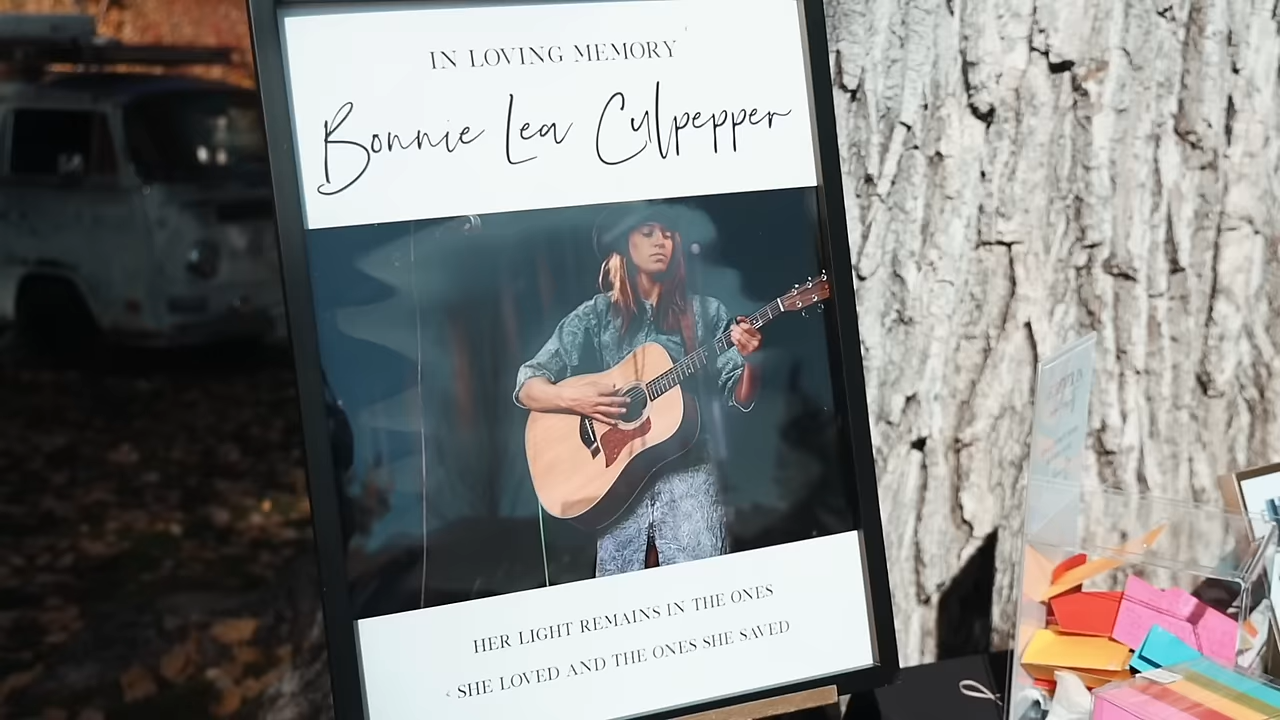 IN LOVING MEMORY
Bonnie Lea Culpepper
HER LIGHT REMAINS IN THE ONES
SHE LOVED AND THE ONES SHE SAVED